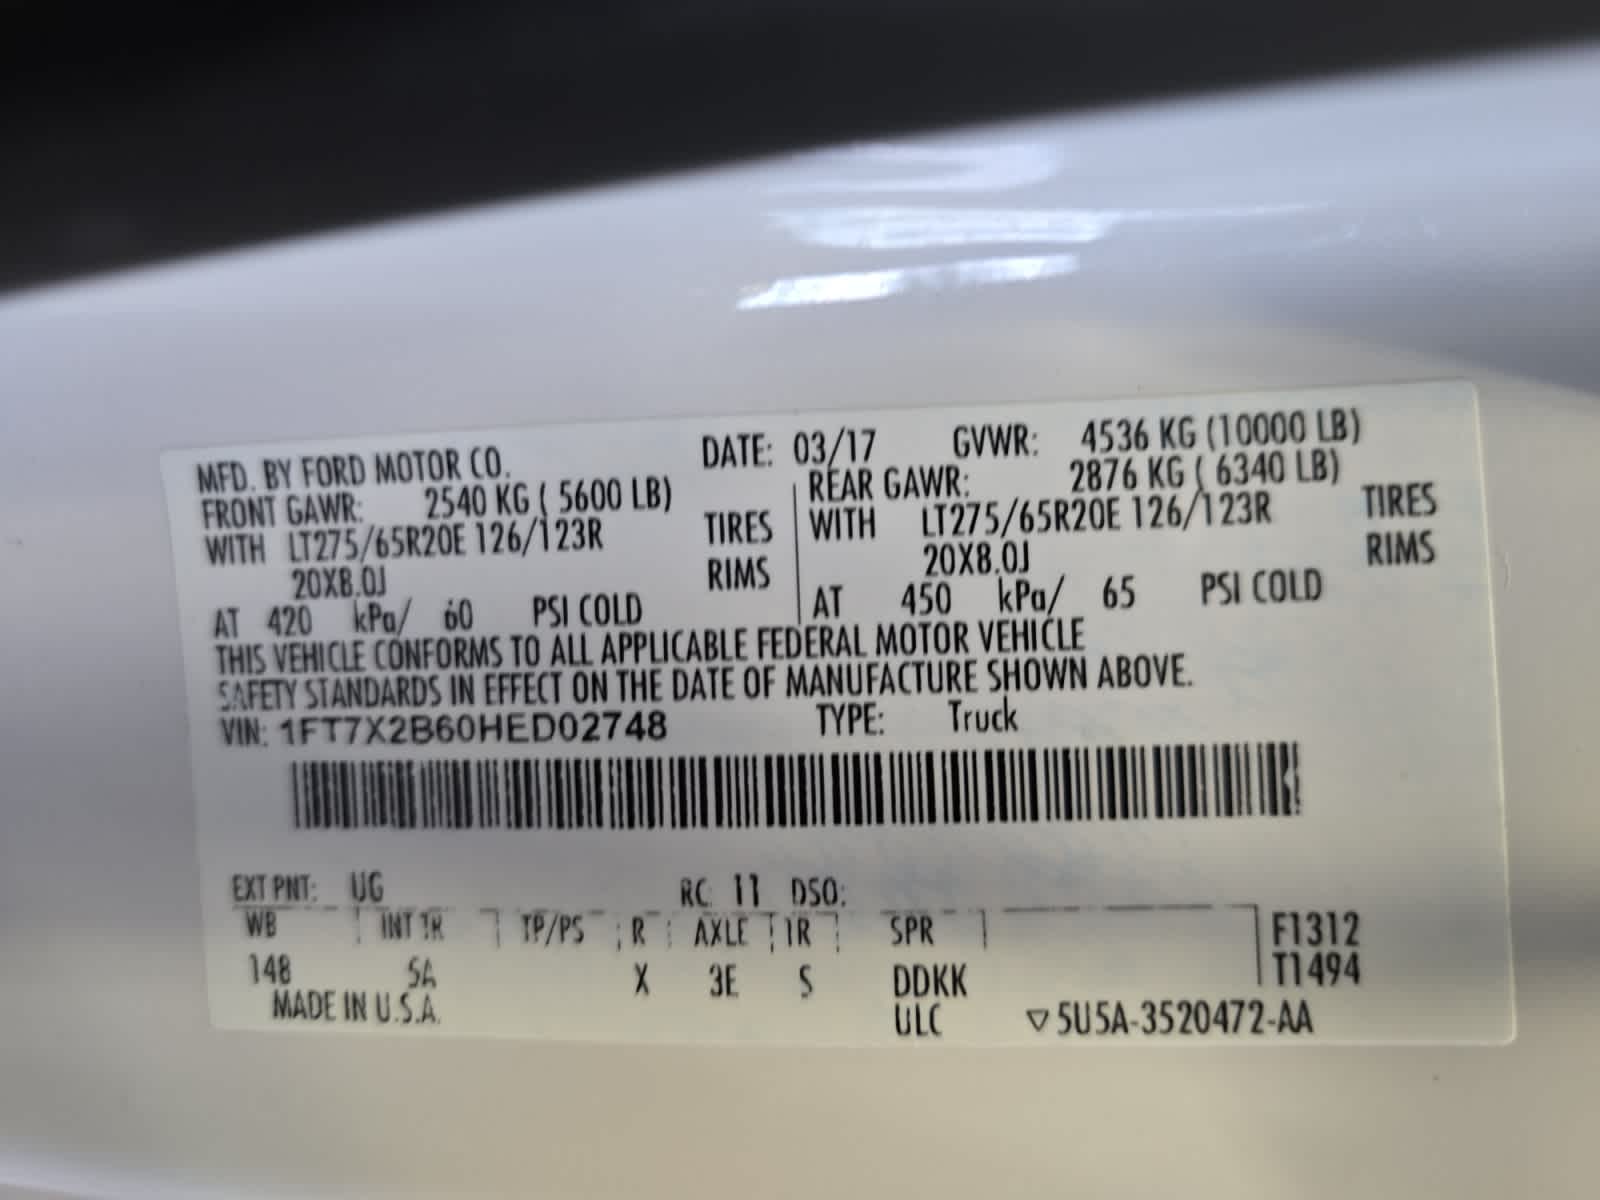 MFD. BY FORD MOTOR CO. DATE: 03/17 GVWR: 4536 KG (10000 LB)
FRONT GAWR: 2540 KG ( 5600 LB) REAR GAWR: 2876 KG ( 6340 LB)
WITH LT275/65R20E 126/123R TIRES WITH LT275/65R20E 126/123R TIRES
20X8.0J RIMS 20X8.0J RIMS
AT 420 kPa/ 60 PSI COLD AT 450 kPa/ 65 PSI COLD
THIS VEHICLE CONFORMS TO ALL APPLICABLE FEDERAL MOTOR VEHICLE
SAFETY STANDARDS IN EFFECT ON THE DATE OF MANUFACTURE SHOWN ABOVE.
VIN: 1FT7X2B60HED02748 TYPE: Truck
EXT PNT: UG RC: 11 DSO:
WB INT TR TP/PS R AXLE TR SPR F1312
148 5A X 3E S DDKK T1494
MADE IN U.S.A. ULC ▽5U5A-3520472-AA